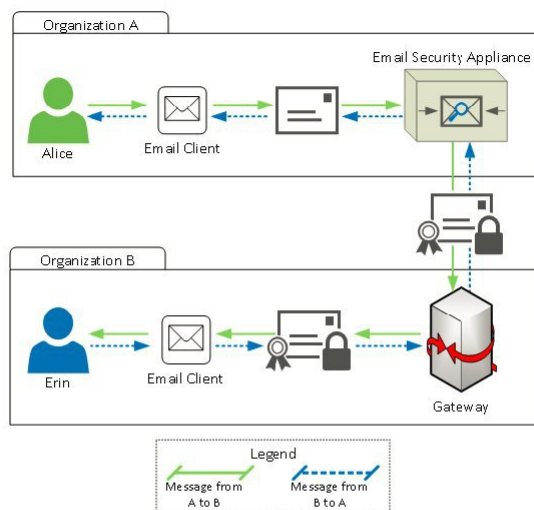 Organization A
Email Security Appliance
Alice
Email Client
Organization B
Erin
Email Client
Gateway
Legend
Message from
A to B
Message from
B to A